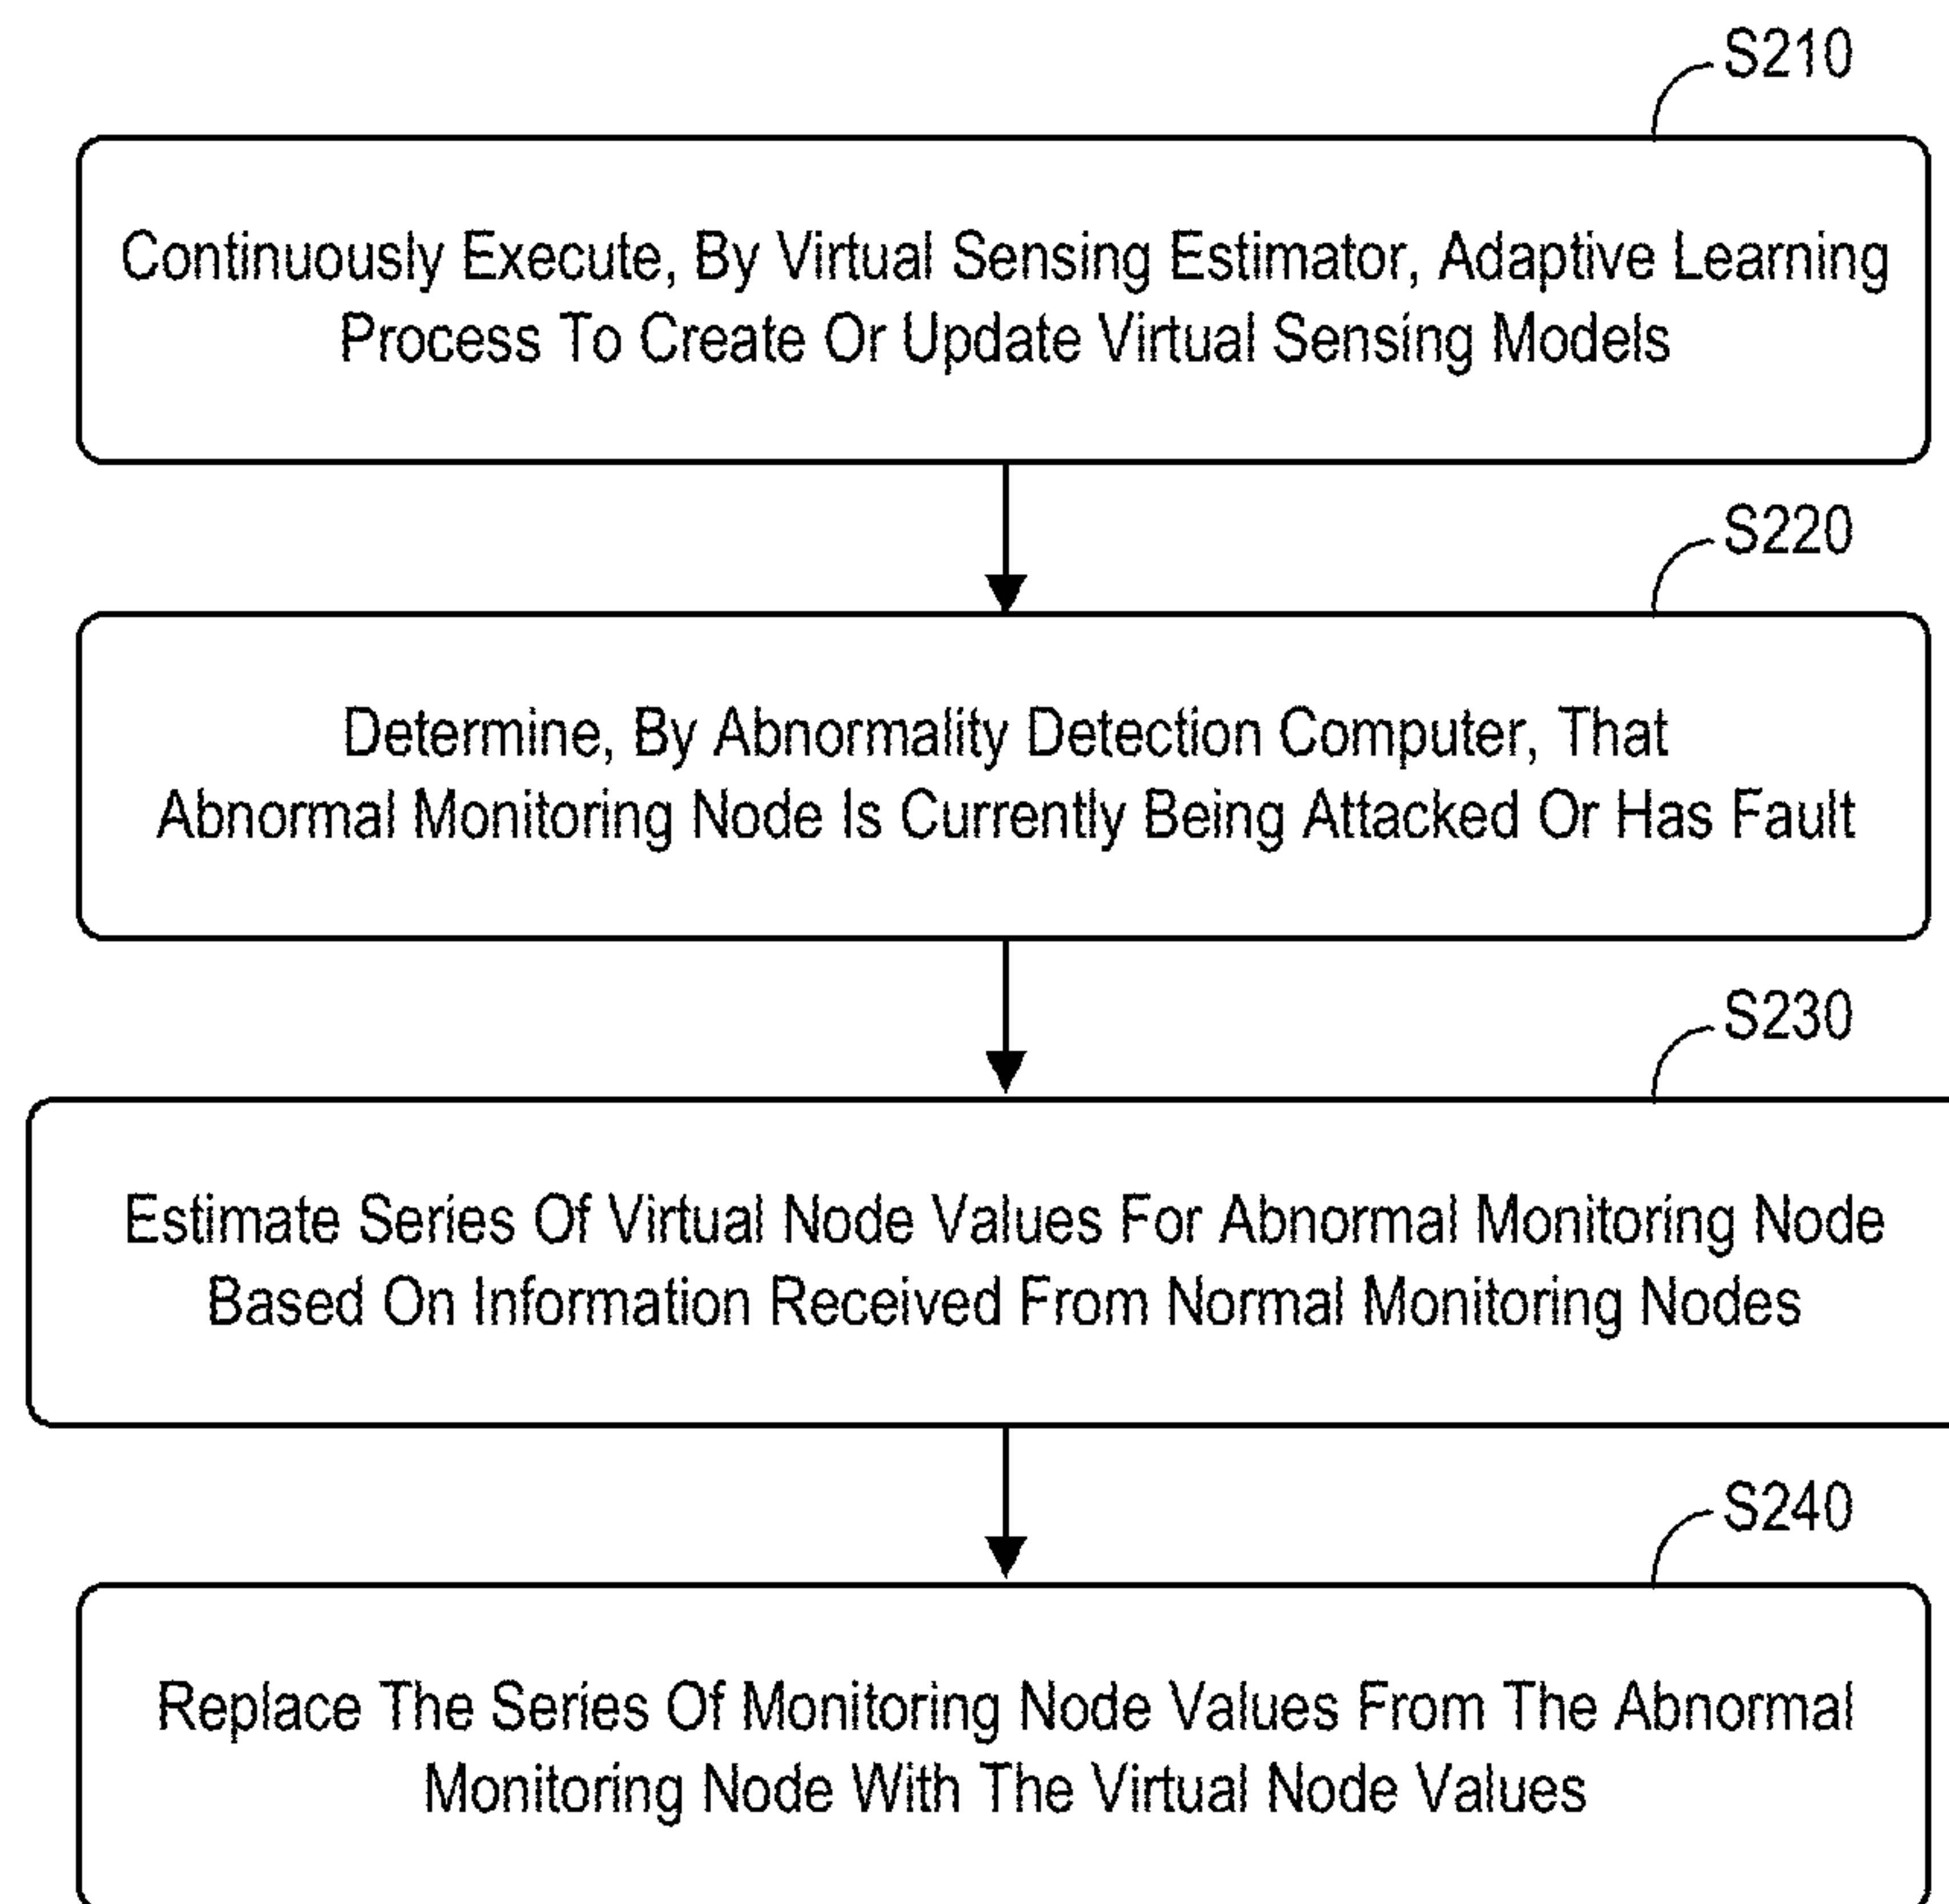 S210
Continuously Execute, By Virtual Sensing Estimator, Adaptive Learning
Process To Create Or Update Virtual Sensing Models
S220
Determine, By Abnormality Detection Computer, That
Abnormal Monitoring Node Is Currently Being Attacked Or Has Fault
S230
Estimate Series Of Virtual Node Values For Abnormal Monitoring Node
Based On Information Received From Normal Monitoring Nodes
S240
Replace The Series Of Monitoring Node Values From The Abnormal
Monitoring Node With The Virtual Node Values